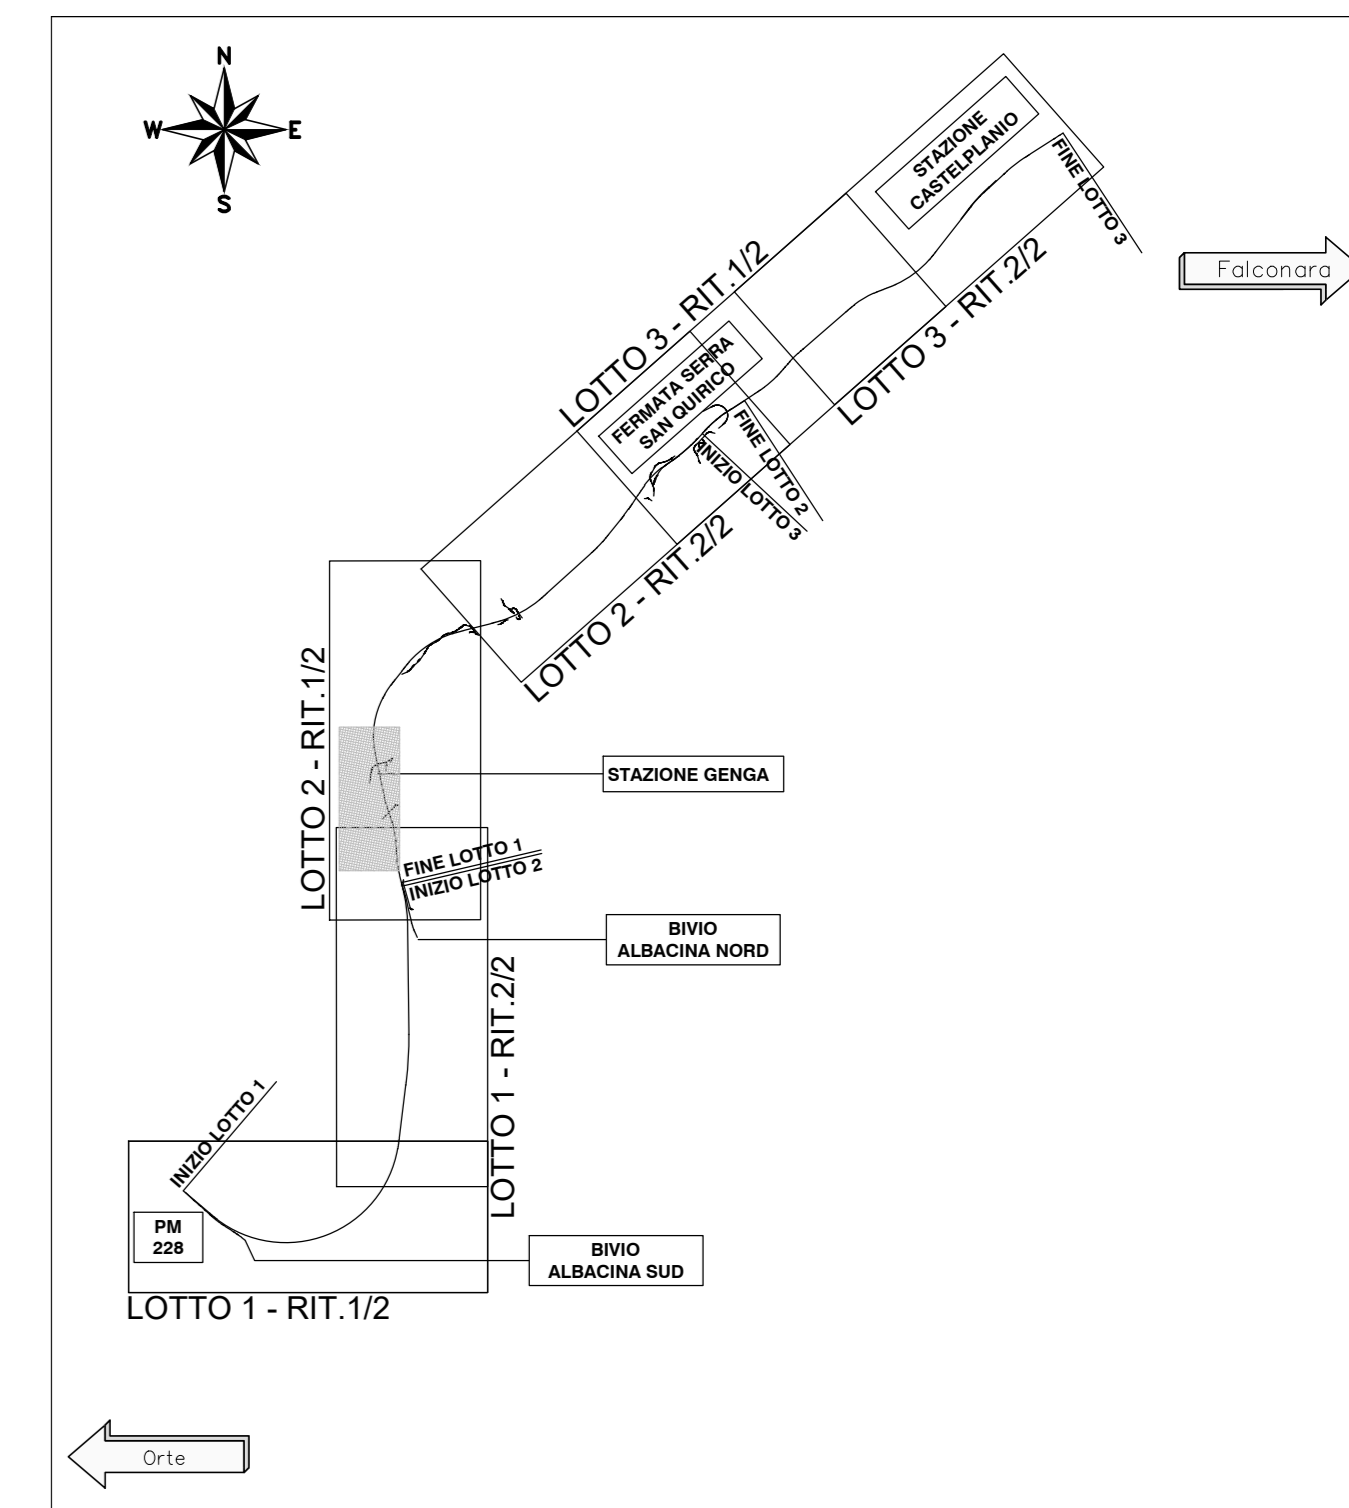 N
W
E
S
STAZIONE
CASTELPLANIO
FINE LOTTO 3
Falconara
LOTTO 3 - RIT.1/2
LOTTO 3 - RIT.2/2
FERMATA SERRA
SAN QUIRICO
FINE LOTTO 2
INIZIO LOTTO 3
LOTTO 2 - RIT.2/2
LOTTO 2 - RIT.1/2
STAZIONE GENGA
FINE LOTTO 1
INIZIO LOTTO 2
BIVIO
ALBACINA NORD
LOTTO 1 - RIT.2/2
INIZIO LOTTO 1
PM
228
BIVIO
ALBACINA SUD
LOTTO 1 - RIT.1/2
Orte